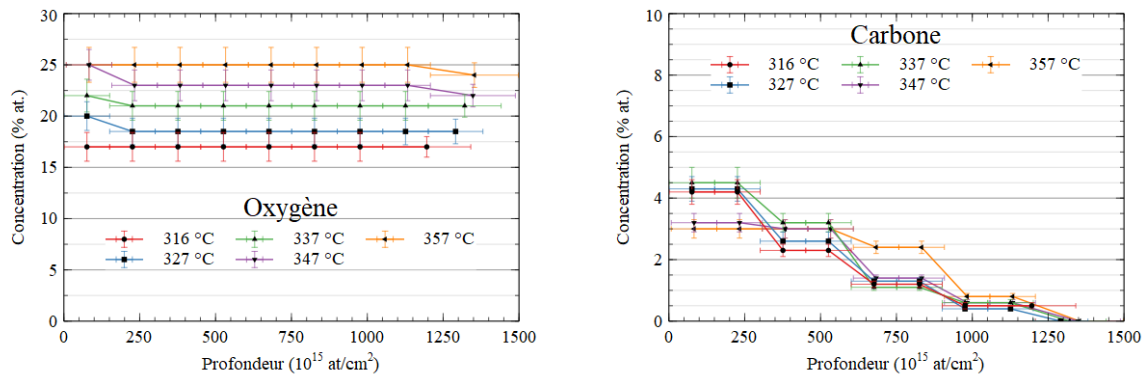 30
25
20
15
10
5
0
Concentration (% at.)
Oxygène
316 °C 337 °C 357 °C
327 °C 347 °C
0 250 500 750 1000 1250 1500
Profondeur (10¹⁵ at/cm²)
10
8
6
4
2
0
Concentration (% at.)
Carbone
316 °C 337 °C 357 °C
327 °C 347 °C
0 250 500 750 1000 1250 1500
Profondeur (10¹⁵ at/cm²)